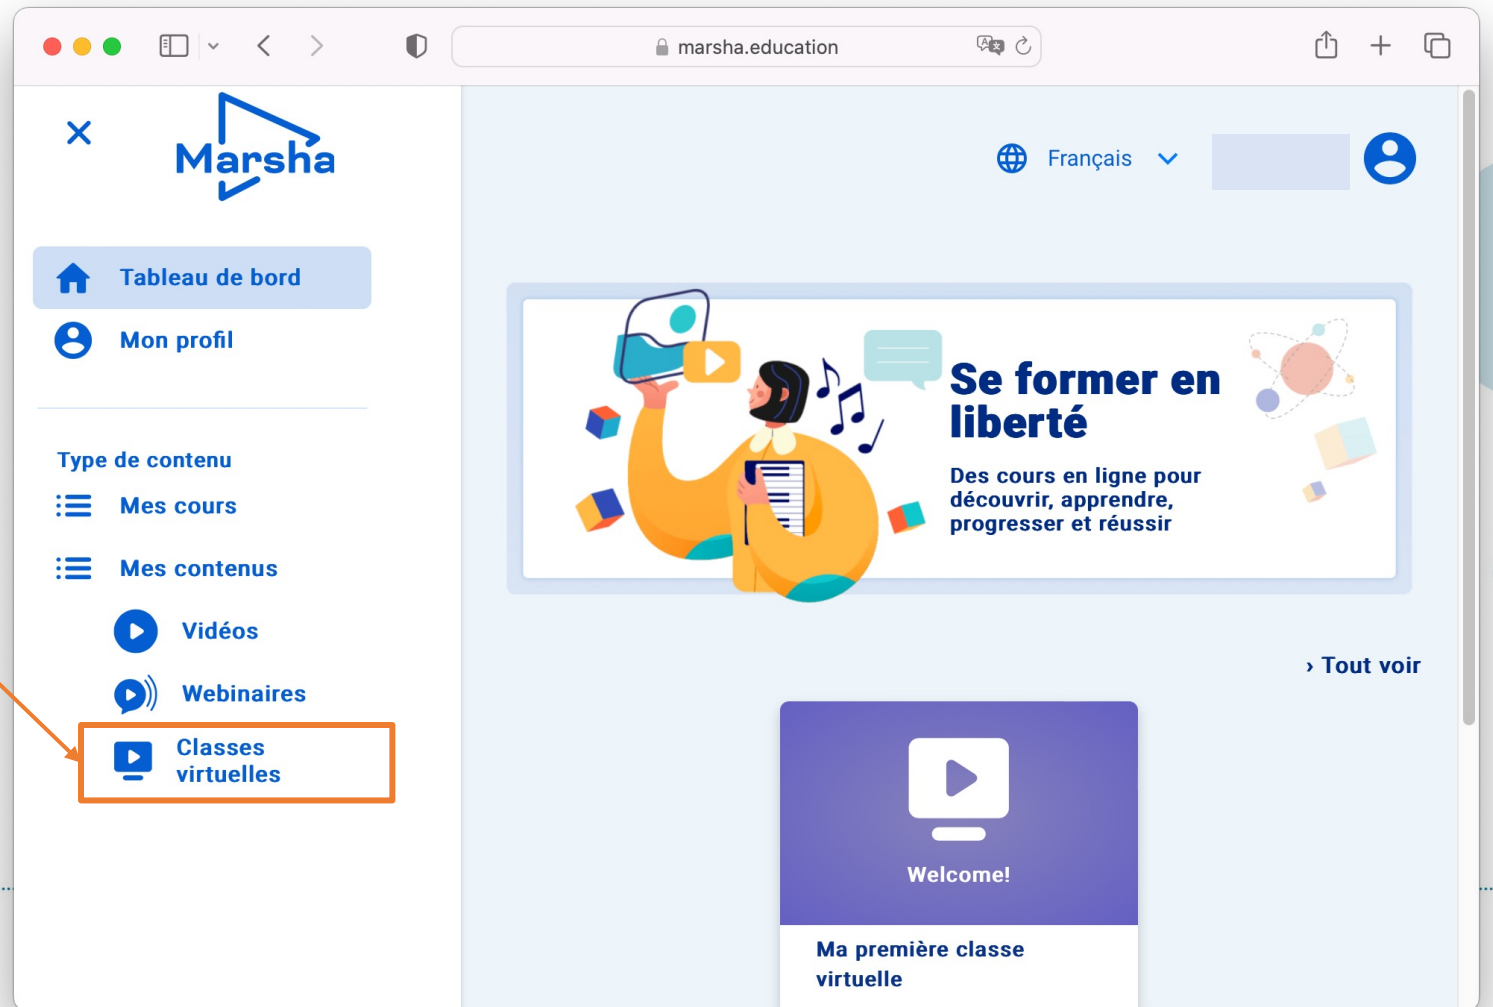 marsha.education
Marsha
Français
Tableau de bord
Mon profil
Type de contenu
Mes cours
Mes contenus
Vidéos
Webinaires
Classes
virtuelles
Se former en
liberté
Des cours en ligne pour
découvrir, apprendre,
progresser et réussir
› Tout voir
Welcome!
Ma première classe
virtuelle